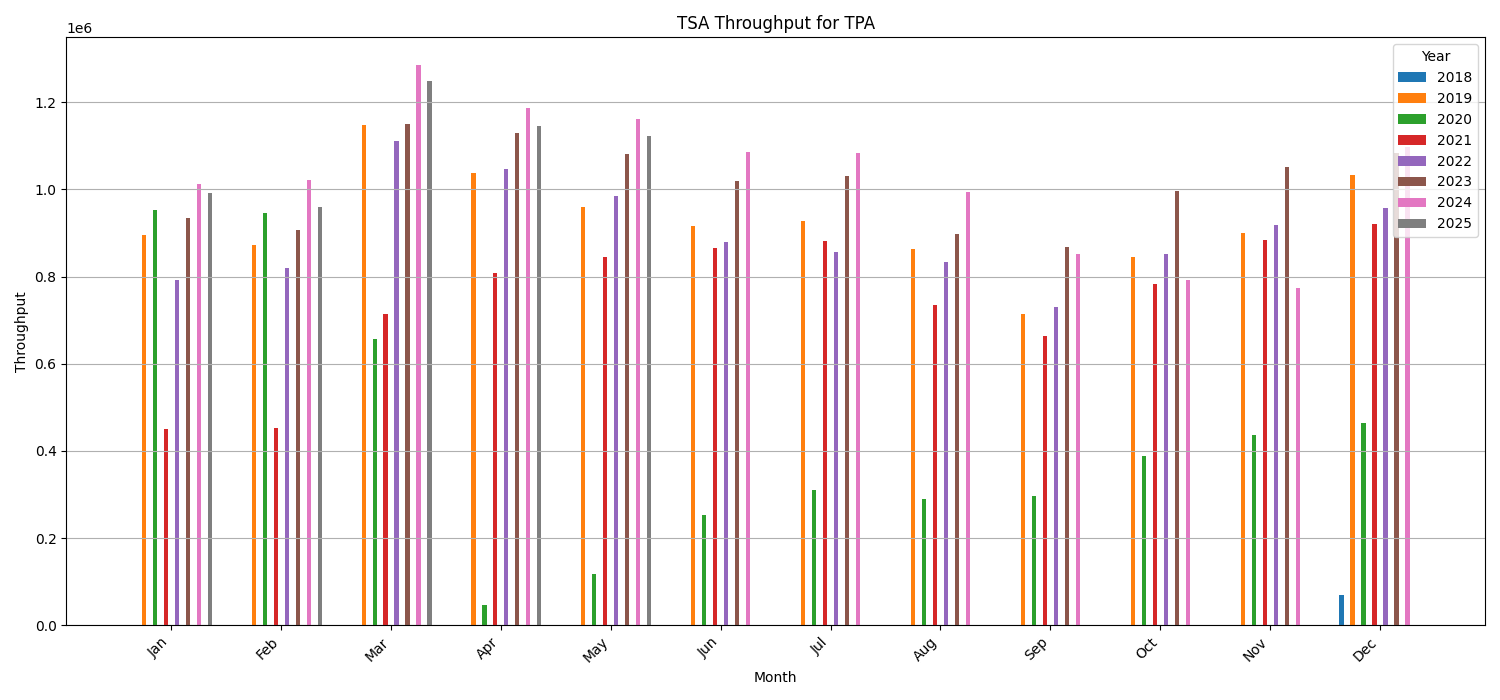 TSA Throughput for TPA
1e6
Year
2018
2019
2020
2021
2022
2023
2024
2025
1.2
1.0
0.8
0.6
0.4
0.2
0.0
Throughput
Jan
Feb
Mar
Apr
May
Jun
Jul
Aug
Sep
Oct
Nov
Dec
Month